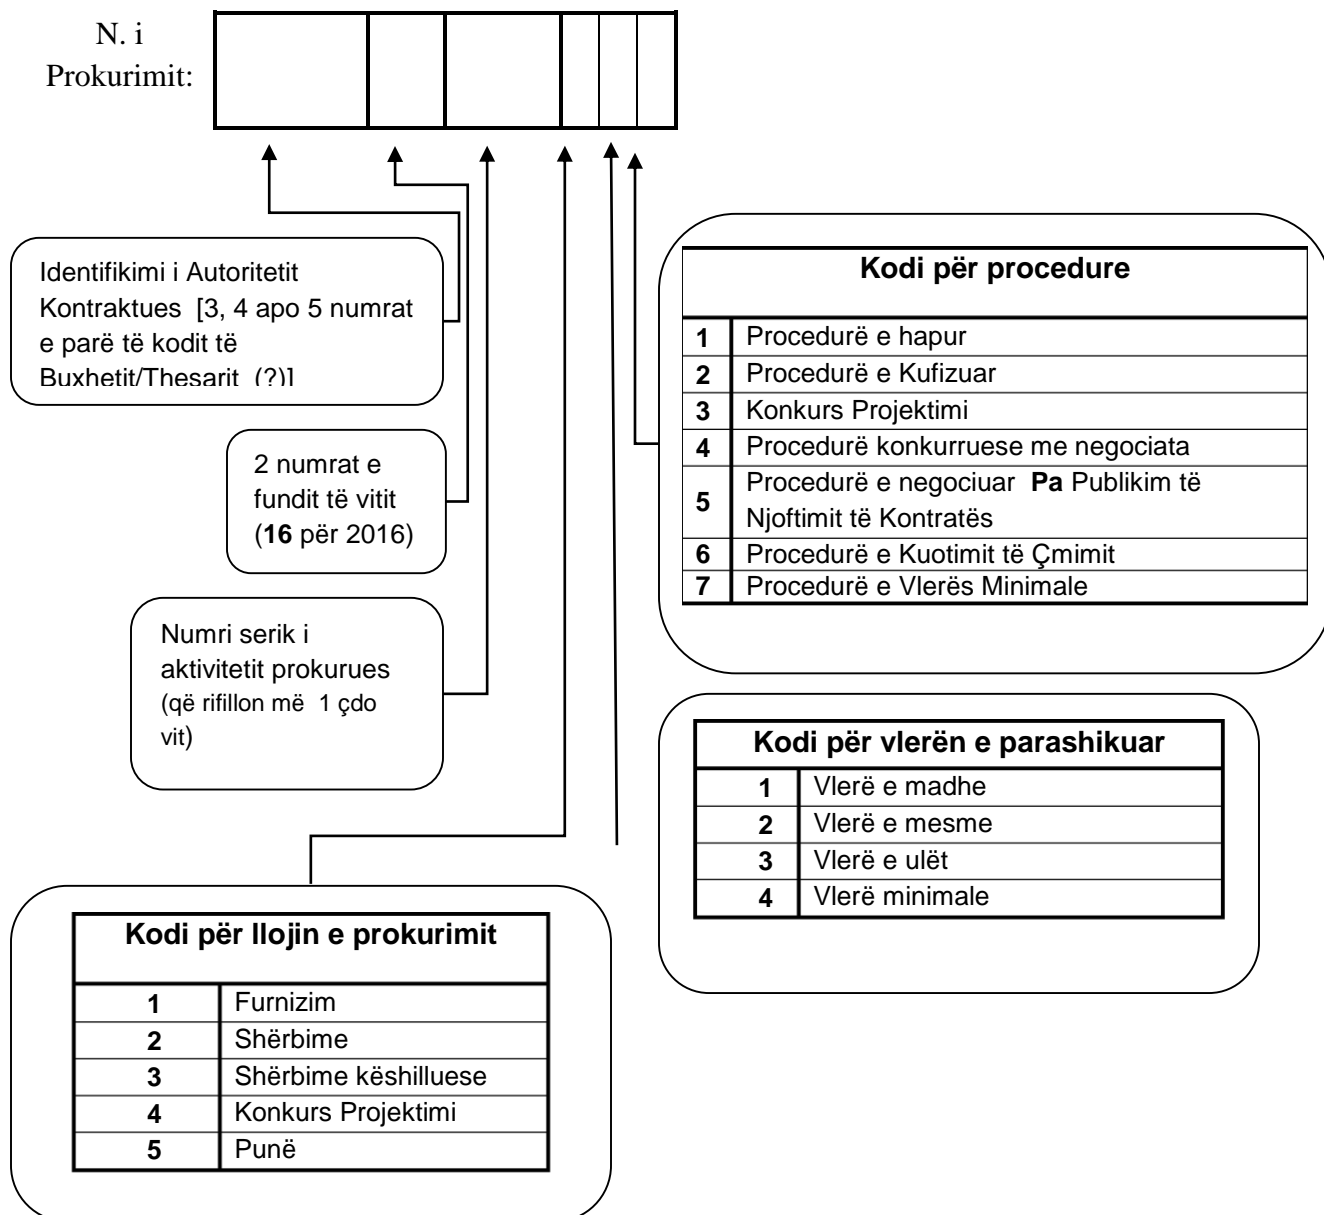 N. i
Prokurimit:
Identifikimi i Autoritetit
Kontraktues [3, 4 apo 5 numrat
e parë të kodit të
Buxhetit/Thesarit (?)]
2 numrat e
fundit të vitit
(16 për 2016)
Numri serik i
aktivitetit prokurues
(që rifillon më 1 çdo
vit)
Kodi për procedure
1 Procedurë e hapur
2 Procedurë e Kufizuar
3 Konkurs Projektimi
4 Procedurë konkurruese me negociata
5 Procedurë e negociuar Pa Publikim të
Njoftimit të Kontratës
6 Procedurë e Kuotimit të Çmimit
7 Procedurë e Vlerës Minimale
Kodi për vlerën e parashikuar
1 Vlerë e madhe
2 Vlerë e mesme
3 Vlerë e ulët
4 Vlerë minimale
Kodi për llojin e prokurimit
1 Furnizim
2 Shërbime
3 Shërbime këshilluese
4 Konkurs Projektimi
5 Punë